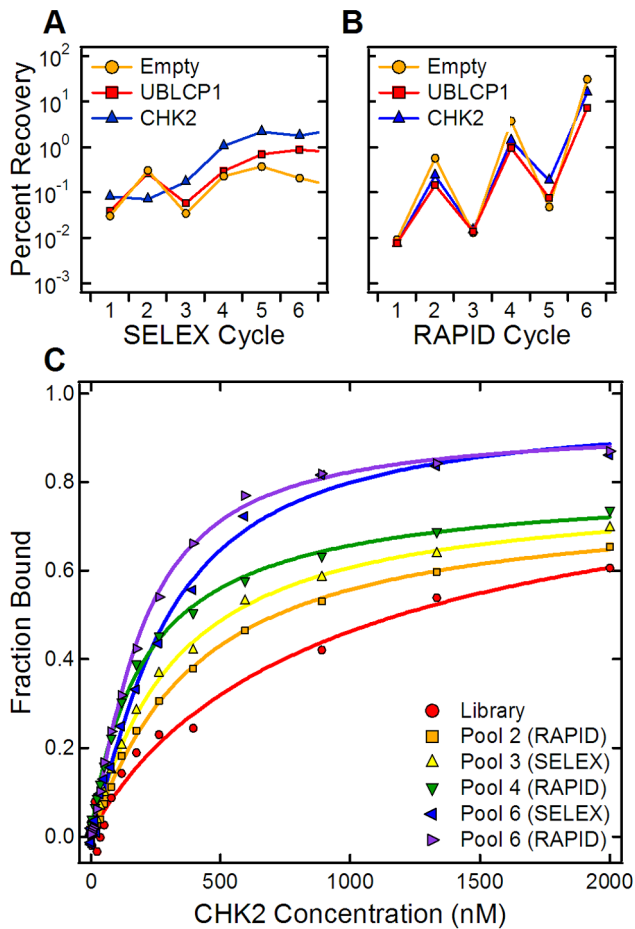 A
B
Percent Recovery
10^2
10^1
10^0
10^-1
10^-2
10^-3
Empty
UBLCP1
CHK2
Empty
UBLCP1
CHK2
1 2 3 4 5 6
1 2 3 4 5 6
SELEX Cycle
RAPID Cycle
C
Fraction Bound
1.0
0.8
0.6
0.4
0.2
0.0
Library
Pool 2 (RAPID)
Pool 3 (SELEX)
Pool 4 (RAPID)
Pool 6 (SELEX)
Pool 6 (RAPID)
0 500 1000 1500 2000
CHK2 Concentration (nM)